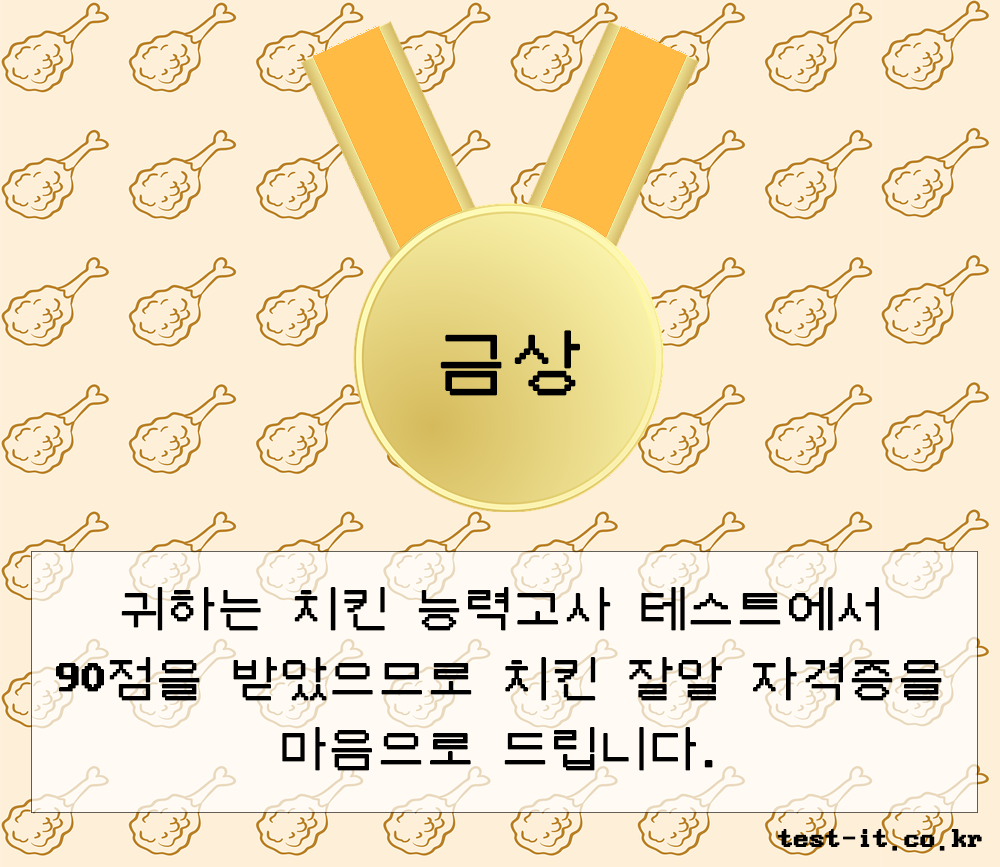 금상
귀하는 치킨 능력고사 테스트에서
90점을 받았으므로 치킨 잘알 자격증을
마음으로 드립니다.
test-it.co.kr